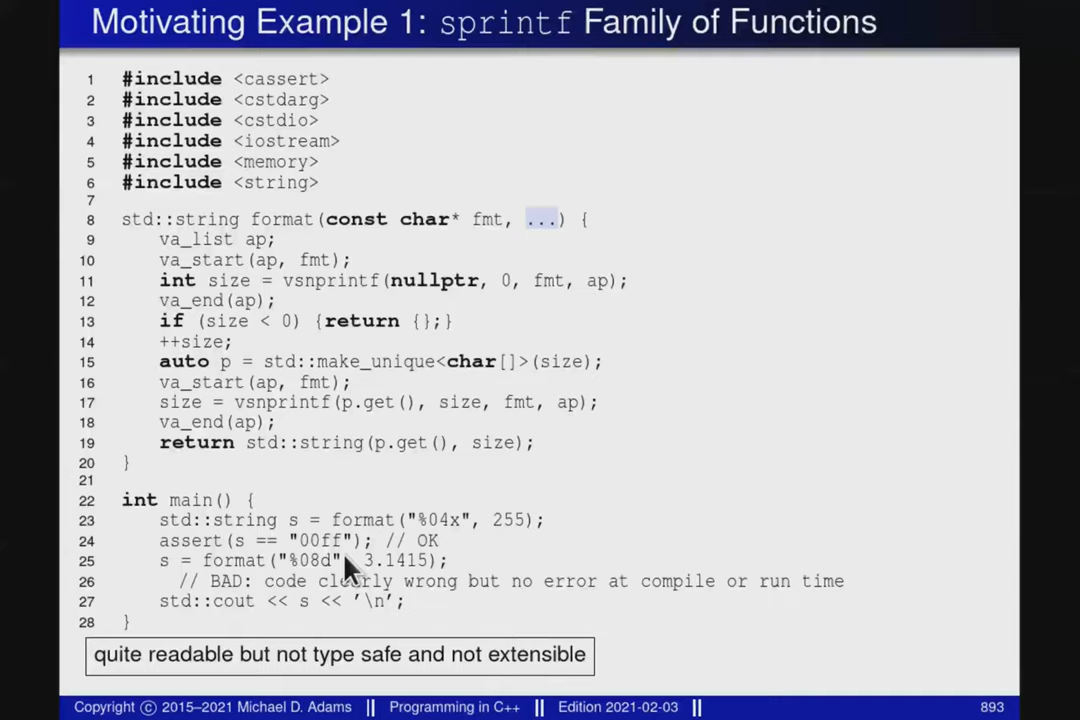 Motivating Example 1: sprintf Family of Functions
1 #include <cassert>
2 #include <cstdarg>
3 #include <cstdio>
4 #include <iostream>
5 #include <memory>
6 #include <string>
7
8 std::string format(const char* fmt, ...) {
9 va_list ap;
10 va_start(ap, fmt);
11 int size = vsnprintf(nullptr, 0, fmt, ap);
12 va_end(ap);
13 if (size < 0) {return {};}
14 ++size;
15 auto p = std::make_unique<char[]>(size);
16 va_start(ap, fmt);
17 size = vsnprintf(p.get(), size, fmt, ap);
18 va_end(ap);
19 return std::string(p.get(), size);
20 }
21
22 int main() {
23 std::string s = format("%04x", 255);
24 assert(s == "00ff"); // OK
25 s = format("%08d", 3.1415);
26 // BAD: code clearly wrong but no error at compile or run time
27 std::cout << s << '\n';
28 }
quite readable but not type safe and not extensible
Copyright © 2015–2021 Michael D. Adams || Programming in C++ || Edition 2021-02-03 || 893